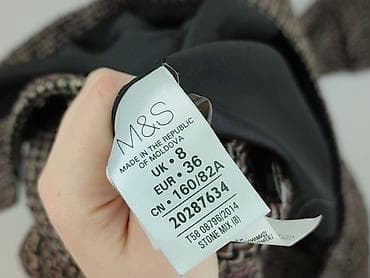 M&S
MADE IN THE REPUBLIC
OF MOLDOVA
UK • 8
EUR • 36
CN • 160/82A
20287634
T58 08796/2014
STONE MIX (B)